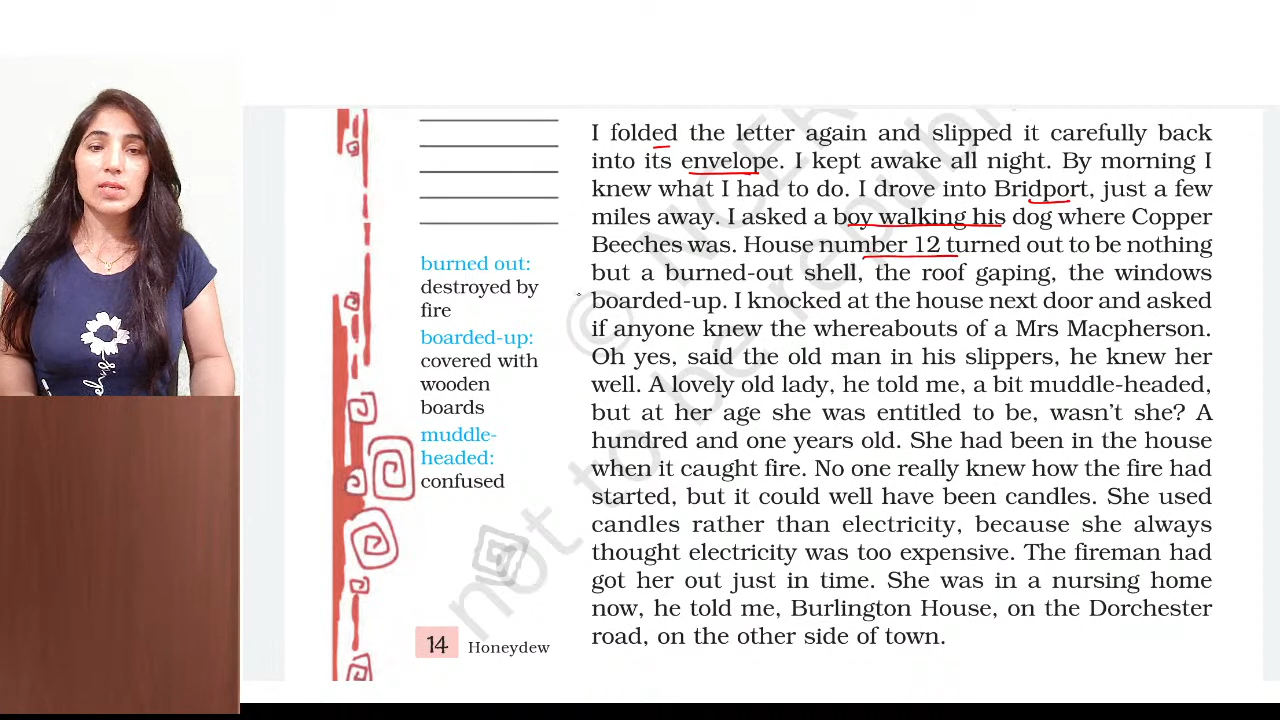 I folded the letter again and slipped it carefully back
into its envelope. I kept awake all night. By morning I
knew what I had to do. I drove into Bridport, just a few
miles away. I asked a boy walking his dog where Copper
Beeches was. House number 12 turned out to be nothing
but a burned-out shell, the roof gaping, the windows
boarded-up. I knocked at the house next door and asked
if anyone knew the whereabouts of a Mrs Macpherson.
Oh yes, said the old man in his slippers, he knew her
well. A lovely old lady, he told me, a bit muddle-headed,
but at her age she was entitled to be, wasn't she? A
hundred and one years old. She had been in the house
when it caught fire. No one really knew how the fire had
started, but it could well have been candles. She used
candles rather than electricity, because she always
thought electricity was too expensive. The fireman had
got her out just in time. She was in a nursing home
now, he told me, Burlington House, on the Dorchester
road, on the other side of town.
burned out:
destroyed by
fire
boarded-up:
covered with
wooden
boards
muddle-
headed:
confused
14 Honeydew
© NCER
not to be republi